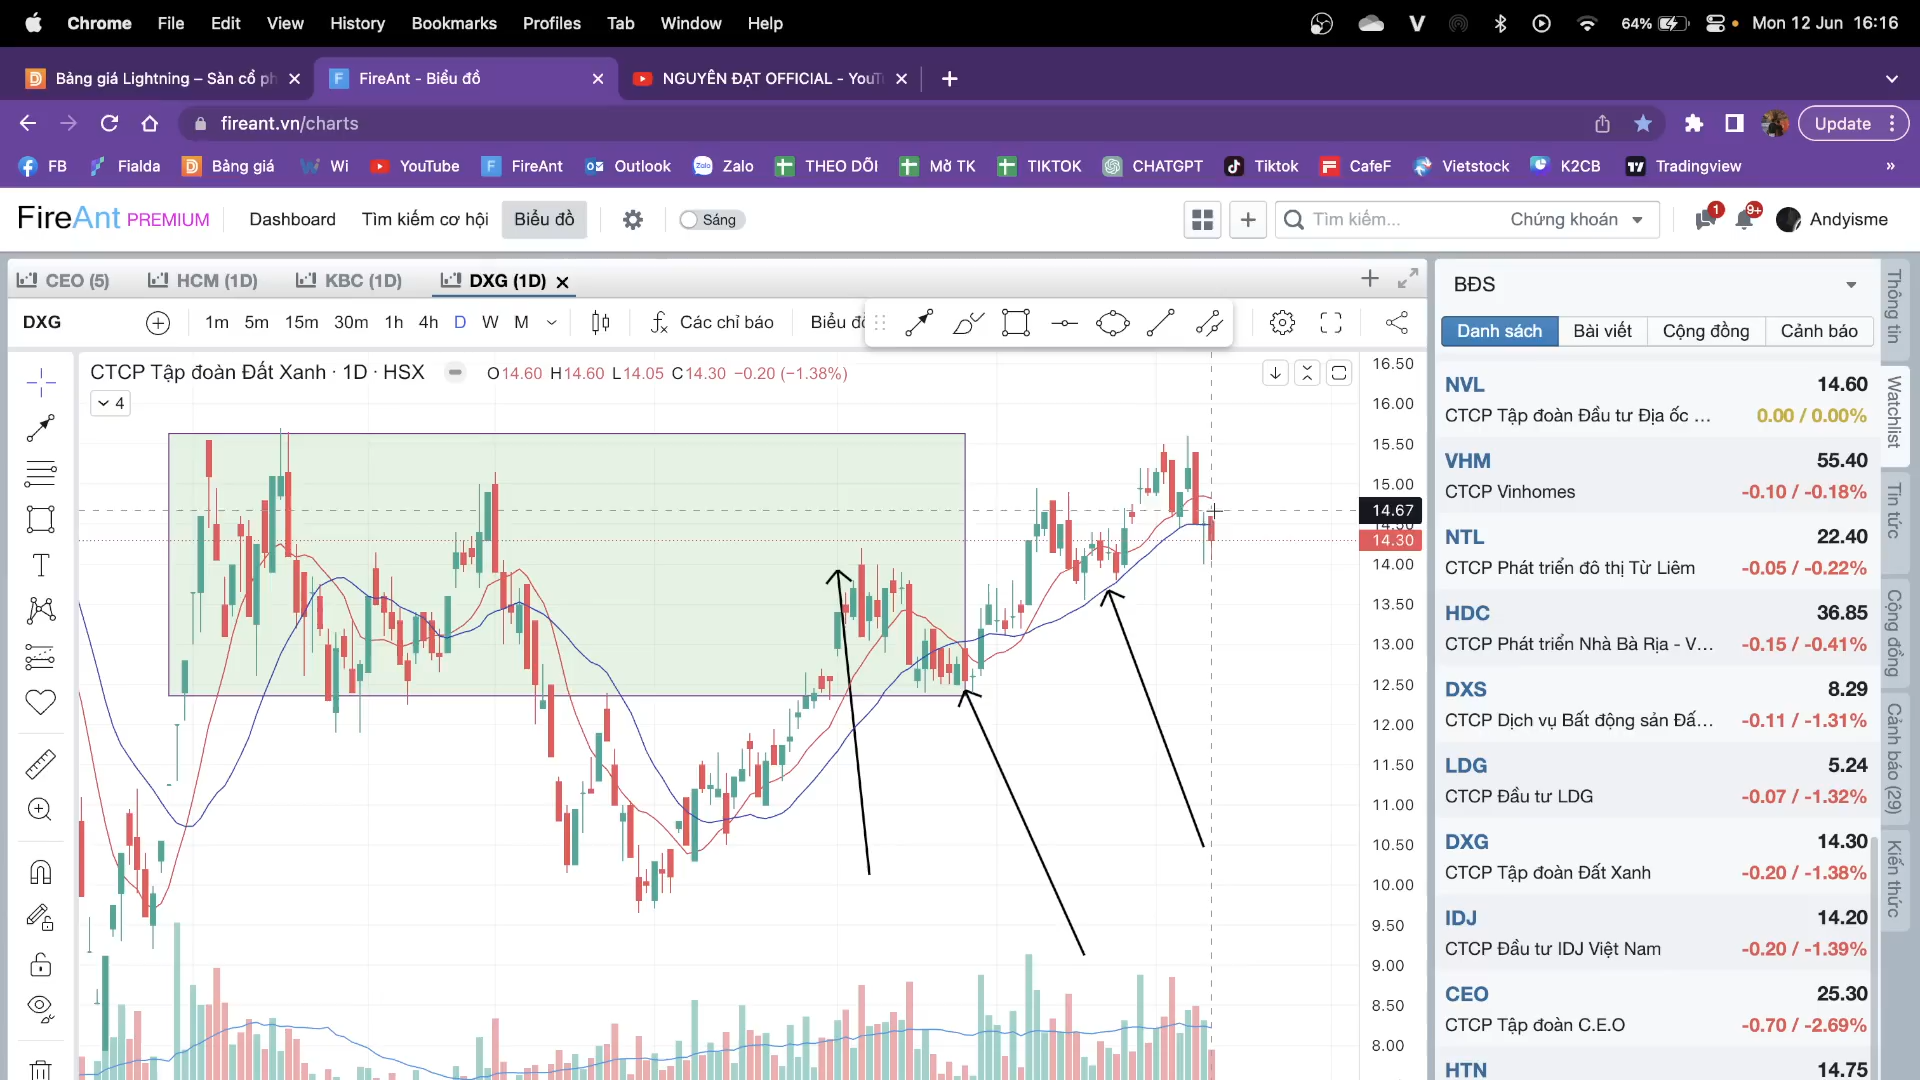 Chrome File Edit View History Bookmarks Profiles Tab Window Help 64% Mon 12 Jun 16:16
Bảng giá Lightning – Sàn cổ ph FireAnt - Biểu đồ NGUYÊN ĐẠT OFFICIAL - YouTu
fireant.vn/charts Update
FB Fialda Bảng giá Wi YouTube FireAnt Outlook Zalo THEO DÕI Mở TK TIKTOK CHATGPT Tiktok CafeF Vietstock K2CB Tradingview »
FireAnt PREMIUM Dashboard Tìm kiếm cơ hội Biểu đồ Sáng Tìm kiếm... Chứng khoán 1 9+ Andyisme
CEO (5) HCM (1D) KBC (1D) DXG (1D)
DXG 1m 5m 15m 30m 1h 4h D W M Các chỉ báo Biểu đồ
CTCP Tập đoàn Đất Xanh · 1D · HSX O14.60 H14.60 L14.05 C14.30 −0.20 (−1.38%)
4
16.50
16.00
15.50
15.00
14.67
14.50
14.30
14.00
13.50
13.00
12.50
12.00
11.50
11.00
10.50
10.00
9.50
9.00
8.50
8.00
BĐS
Danh sách Bài viết Cộng đồng Cảnh báo
NVL 14.60
CTCP Tập đoàn Đầu tư Địa ốc ... 0.00 / 0.00%
VHM 55.40
CTCP Vinhomes -0.10 / -0.18%
NTL 22.40
CTCP Phát triển đô thị Từ Liêm -0.05 / -0.22%
HDC 36.85
CTCP Phát triển Nhà Bà Rịa - V... -0.15 / -0.41%
DXS 8.29
CTCP Dịch vụ Bất động sản Đấ... -0.11 / -1.31%
LDG 5.24
CTCP Đầu tư LDG -0.07 / -1.32%
DXG 14.30
CTCP Tập đoàn Đất Xanh -0.20 / -1.38%
IDJ 14.20
CTCP Đầu tư IDJ Việt Nam -0.20 / -1.39%
CEO 25.30
CTCP Tập đoàn C.E.O -0.70 / -2.69%
HTN 14.75
Thông tin
Watchlist
Tin tức
Cộng đồng
Cảnh báo (29)
Kiến thức